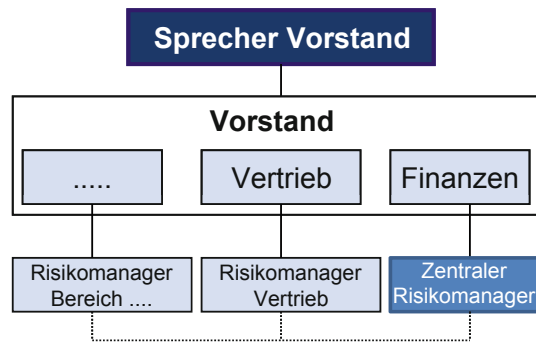 Sprecher Vorstand
Vorstand
.....
Vertrieb
Finanzen
Risikomanager
Bereich ....
Risikomanager
Vertrieb
Zentraler
Risikomanager